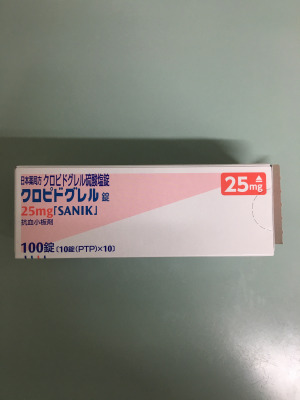 日本薬局方 クロピドグレル硫酸塩錠
クロピドグレル 錠
25mg「SANIK」
抗血小板剤
25mg
100錠〔10錠(PTP)×10〕